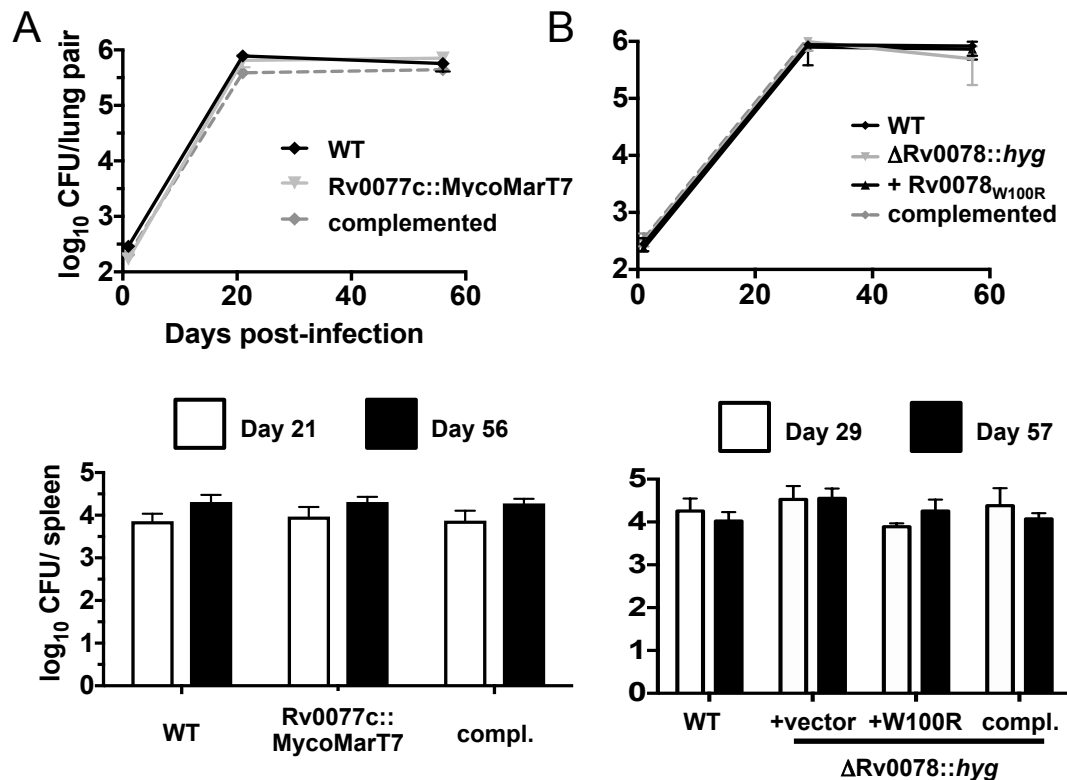 A
log10 CFU/lung pair
6
5
3
2
0
20
40
60
WT
Rv0077c::MycoMarT7
complemented
Days post-infection
B
6
5
3
2
0
20
40
60
WT
ΔRv0078::hyg
+ Rv0078W100R
complemented
Day 21
Day 56
log10 CFU/ spleen
5
4
3
2
1
0
WT
Rv0077c::
MycoMarT7
compl.
Day 29
Day 57
5
4
3
2
1
0
WT
+vector
+W100R
compl.
ΔRv0078::hyg